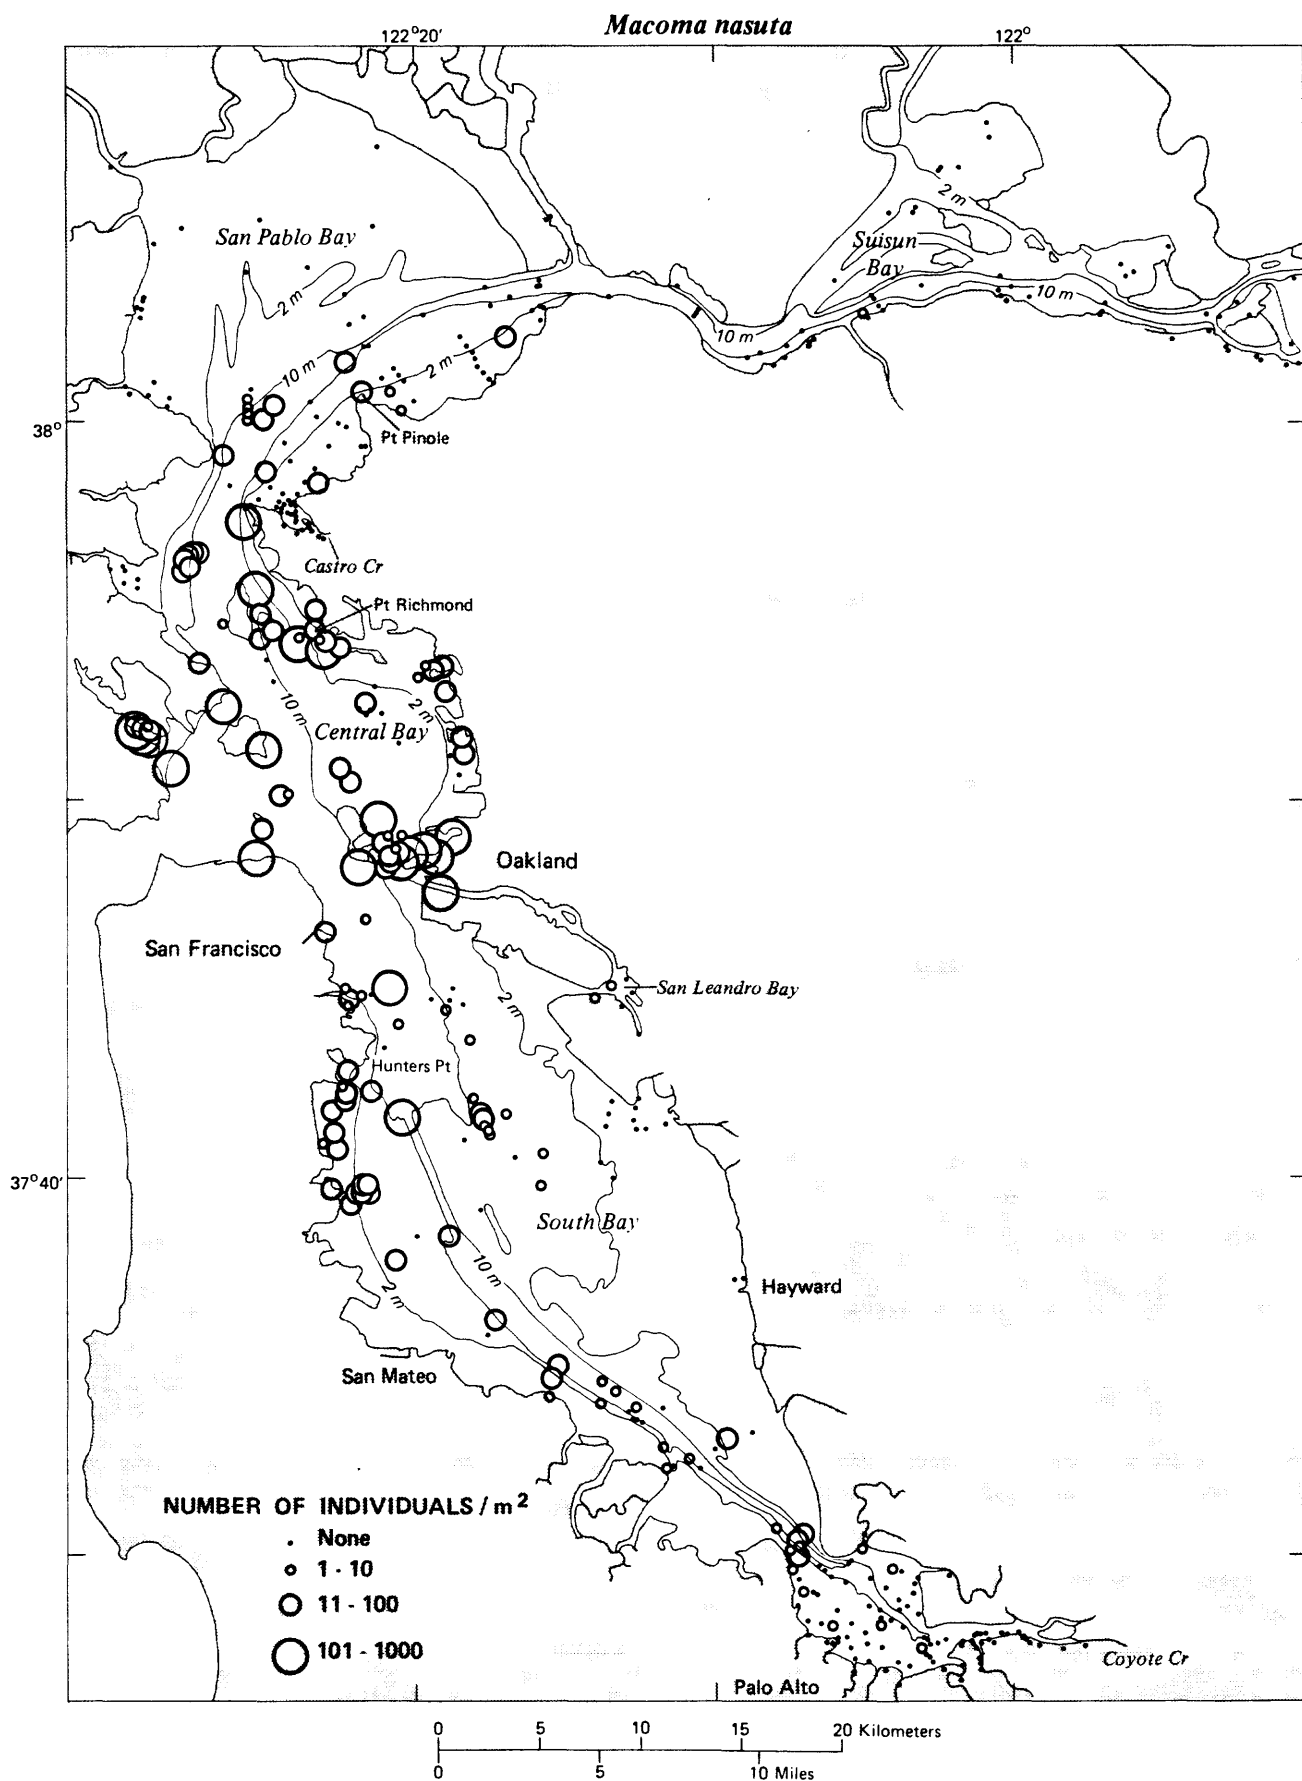 Macoma nasuta
122°20'
122°
San Pablo Bay
2 m
Suisun
Bay
2 m
10 m
10 m
10 m
2 m
38°
Pt Pinole
Castro Cr
Pt Richmond
10 m
2 m
Central Bay
Oakland
San Francisco
San Leandro Bay
2 m
Hunters Pt
37°40'
South Bay
10 m
2 m
Hayward
San Mateo
NUMBER OF INDIVIDUALS / m²
None
1 - 10
11 - 100
101 - 1000
Coyote Cr
Palo Alto
0 5 10 15 20 Kilometers
0 5 10 Miles